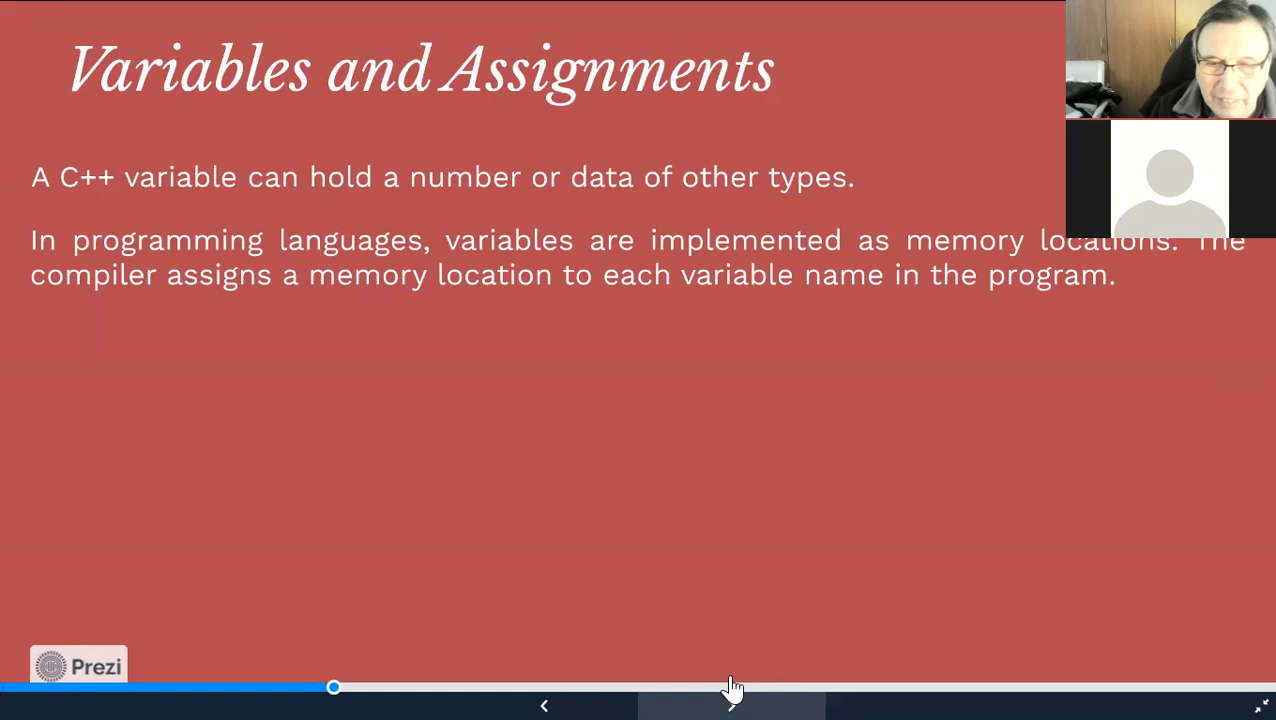 Variables and Assignments
A C++ variable can hold a number or data of other types.
In programming languages, variables are implemented as memory locations. The
compiler assigns a memory location to each variable name in the program.
Prezi